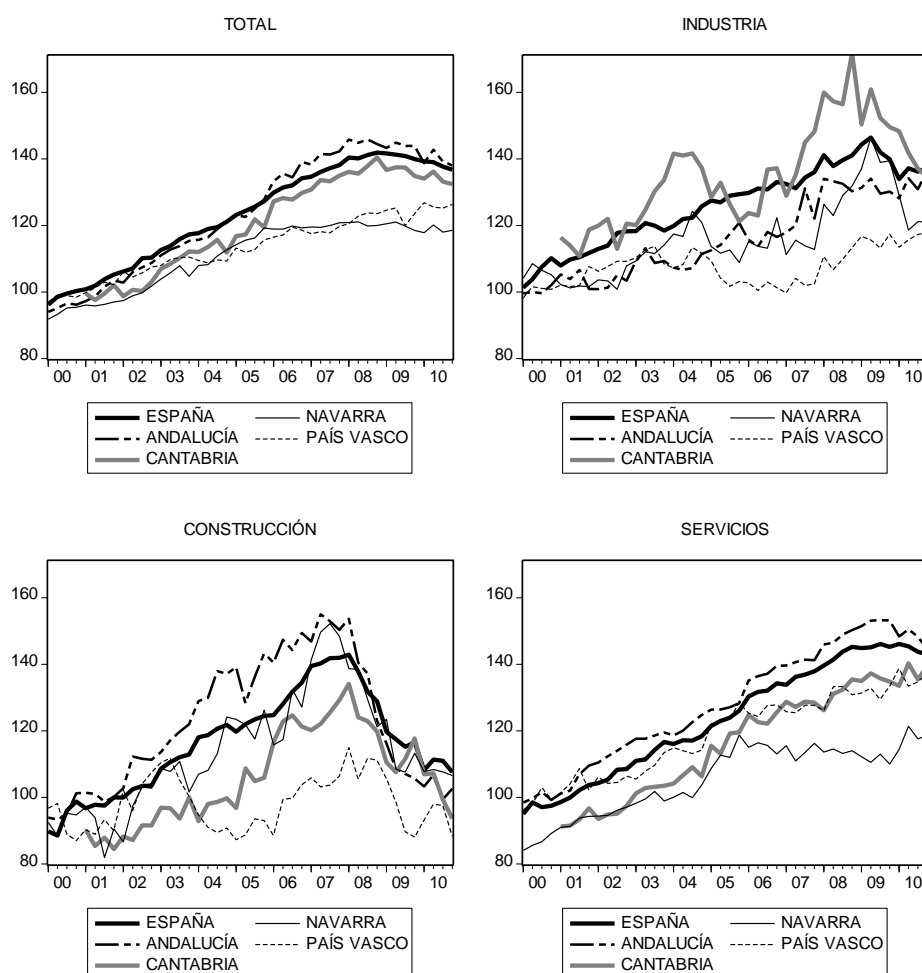 TOTAL
160
140
120
100
80
00 01 02 03 04 05 06 07 08 09 10
ESPAÑA NAVARRA
ANDALUCÍA PAÍS VASCO
CANTABRIA
INDUSTRIA
160
140
120
100
80
00 01 02 03 04 05 06 07 08 09 10
ESPAÑA NAVARRA
ANDALUCÍA PAÍS VASCO
CANTABRIA
CONSTRUCCIÓN
160
140
120
100
80
00 01 02 03 04 05 06 07 08 09 10
ESPAÑA NAVARRA
ANDALUCÍA PAÍS VASCO
CANTABRIA
SERVICIOS
160
140
120
100
80
00 01 02 03 04 05 06 07 08 09 10
ESPAÑA NAVARRA
ANDALUCÍA PAÍS VASCO
CANTABRIA